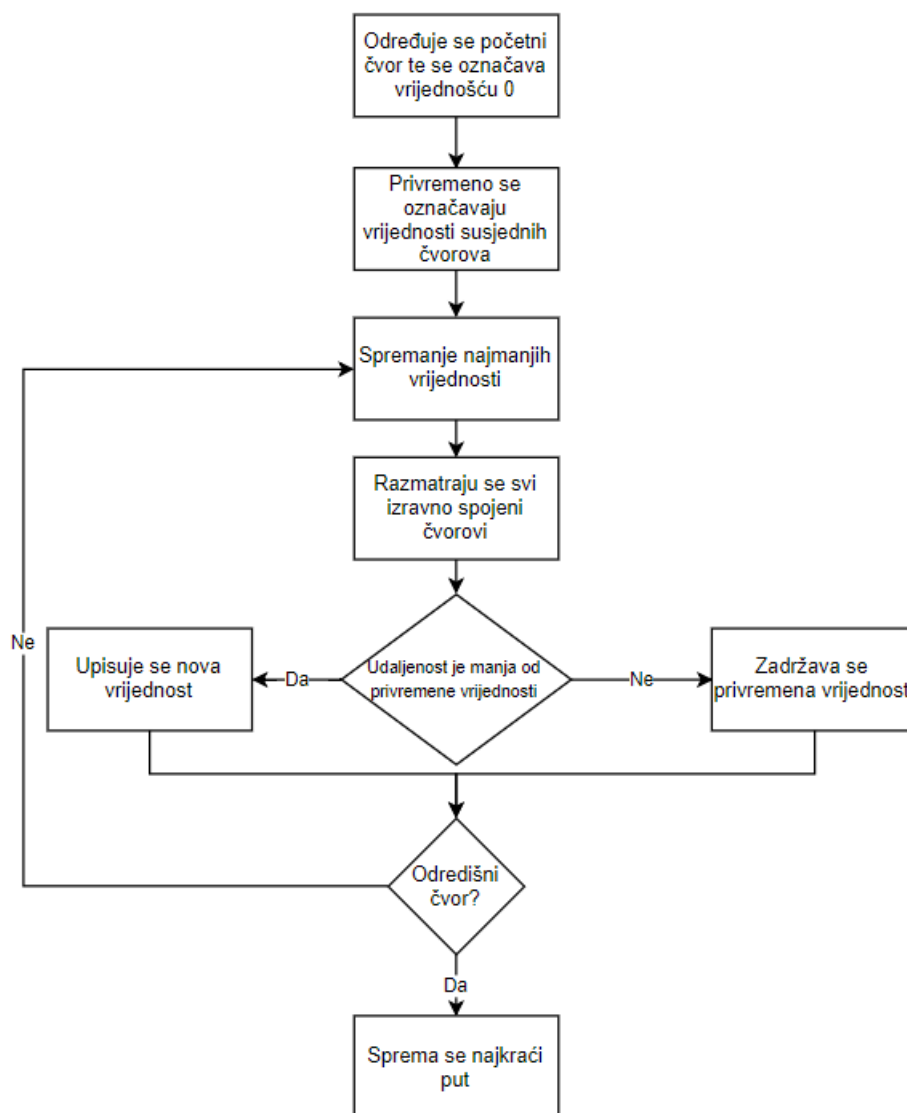 Određuje se početni
čvor te se označava
vrijednošću 0
Privremeno se
označavaju
vrijednosti susjednih
čvorova
Spremanje najmanjih
vrijednosti
Razmatraju se svi
izravno spojeni
čvorovi
Udaljenost je manja od
privremene vrijednosti
Da
Ne
Upisuje se nova
vrijednost
Zadržava se
privremena vrijednost
Ne
Odredišni
čvor?
Da
Sprema se najkraći
put